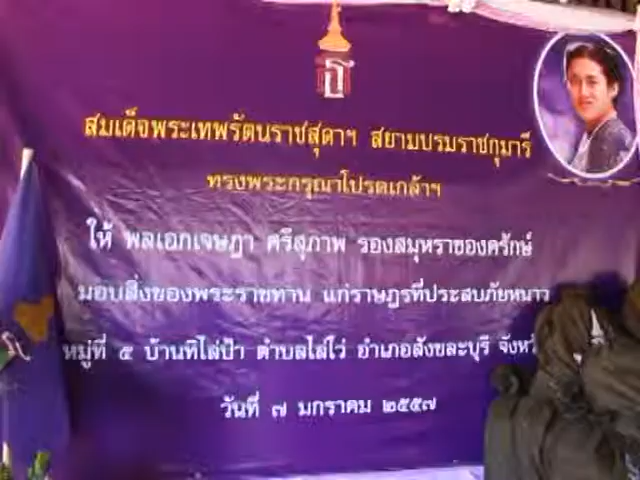 สมเด็จพระเทพรัตนราชสุดาฯ สยามบรมราชกุมารี
ทรงพระกรุณาโปรดเกล้าฯ
ให้ พลเอกเจษฎา ศรีสุภาพ รองสมุหราชองครักษ์
มอบสิ่งของพระราชทาน แก่ราษฎรที่ประสบภัยหนาว
หมู่ที่ ๕ บ้านทิไล่ป้า ตำบลไล่โว่ อำเภอสังขละบุรี
วันที่ ๗ มกราคม ๒๕๕๗